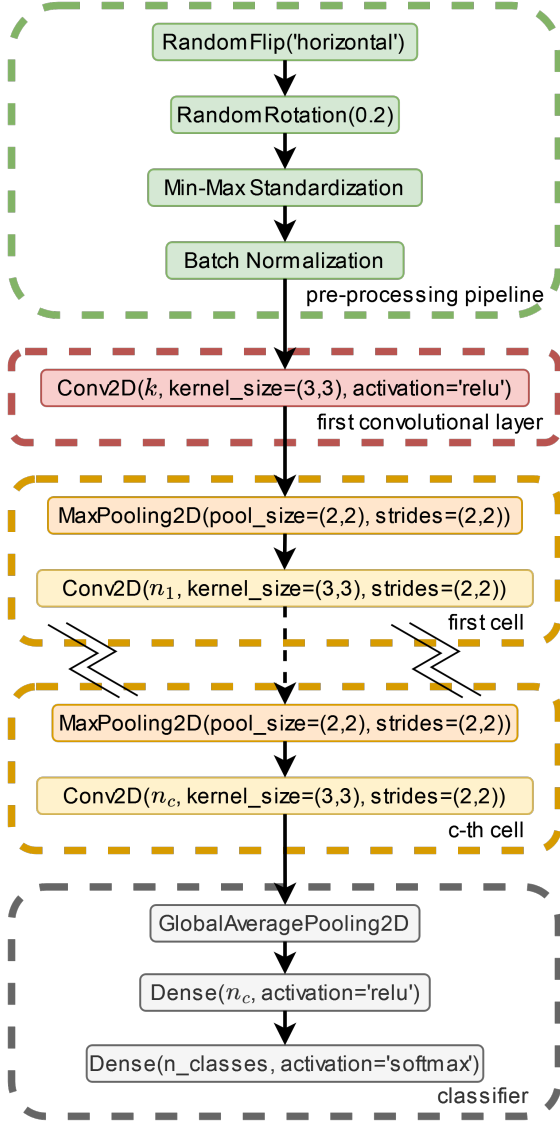 RandomFlip('horizontal')
RandomRotation(0.2)
Min-Max Standardization
Batch Normalization
pre-processing pipeline
Conv2D(k, kernel_size=(3,3), activation='relu')
first convolutional layer
MaxPooling2D(pool_size=(2,2), strides=(2,2))
Conv2D(n₁, kernel_size=(3,3), strides=(2,2))
first cell
MaxPooling2D(pool_size=(2,2), strides=(2,2))
Conv2D(n_c, kernel_size=(3,3), strides=(2,2))
c-th cell
GlobalAveragePooling2D
Dense(n_c, activation='relu')
Dense(n_classes, activation='softmax')
classifier